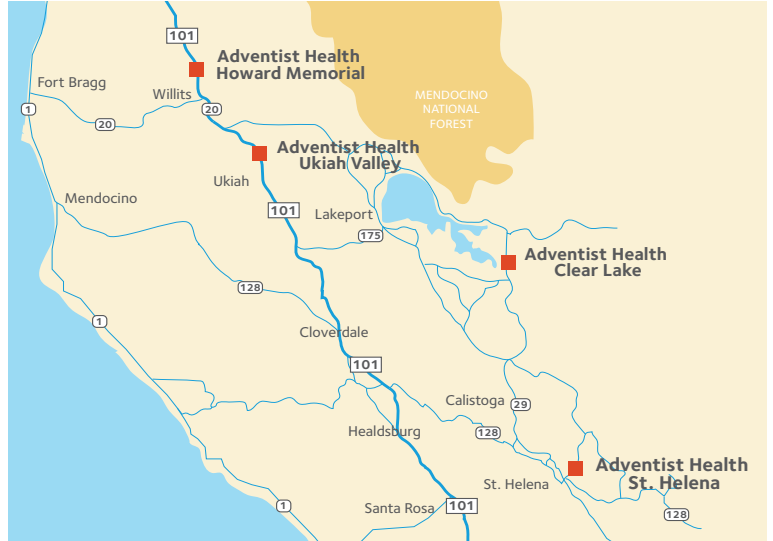 101
Adventist Health
Howard Memorial
Fort Bragg
Willits
MENDOCINO
NATIONAL
FOREST
1
20
20
Adventist Health
Ukiah Valley
Ukiah
Mendocino
101
Lakeport
175
Adventist Health
Clear Lake
128
1
Cloverdale
101
Calistoga
29
Healdsburg
128
Adventist Health
St. Helena
St. Helena
Santa Rosa
101
1
128